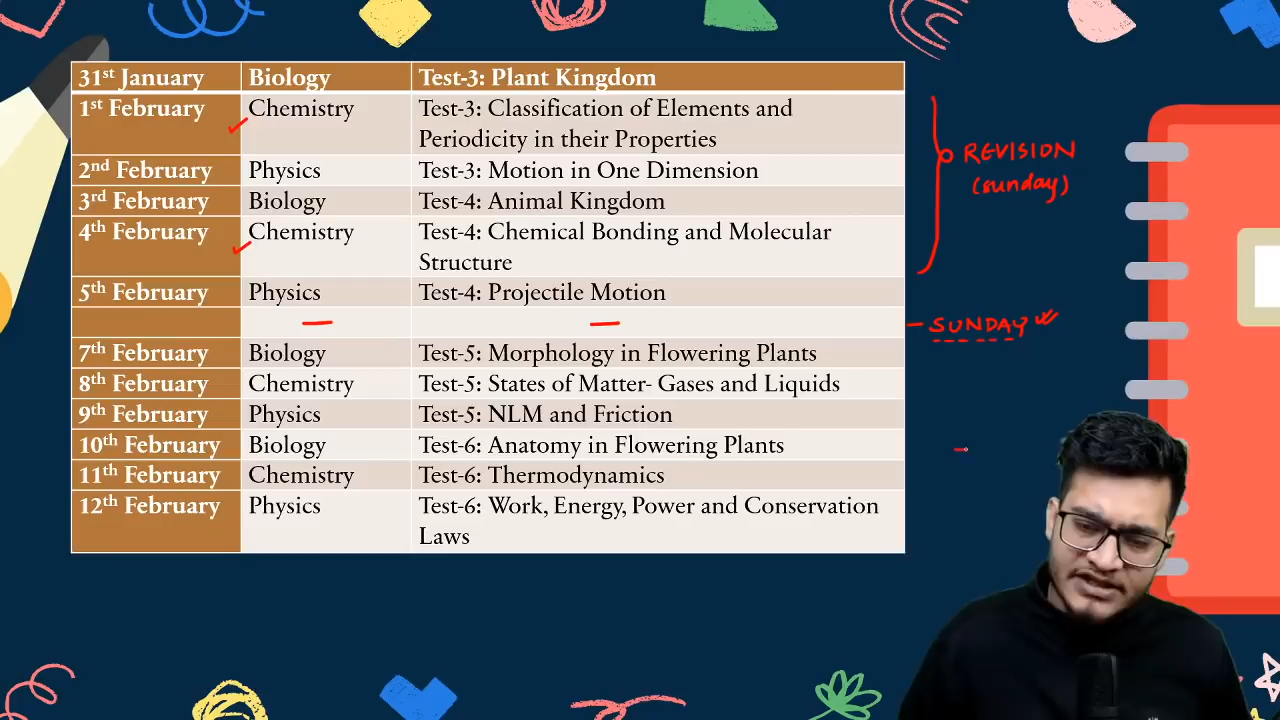 31st January Biology Test-3: Plant Kingdom
1st February Chemistry Test-3: Classification of Elements and
Periodicity in their Properties
REVISION
(sunday)
2nd February Physics Test-3: Motion in One Dimension
3rd February Biology Test-4: Animal Kingdom
4th February Chemistry Test-4: Chemical Bonding and Molecular
Structure
5th February Physics Test-4: Projectile Motion
SUNDAY
7th February Biology Test-5: Morphology in Flowering Plants
8th February Chemistry Test-5: States of Matter- Gases and Liquids
9th February Physics Test-5: NLM and Friction
10th February Biology Test-6: Anatomy in Flowering Plants
11th February Chemistry Test-6: Thermodynamics
12th February Physics Test-6: Work, Energy, Power and Conservation
Laws